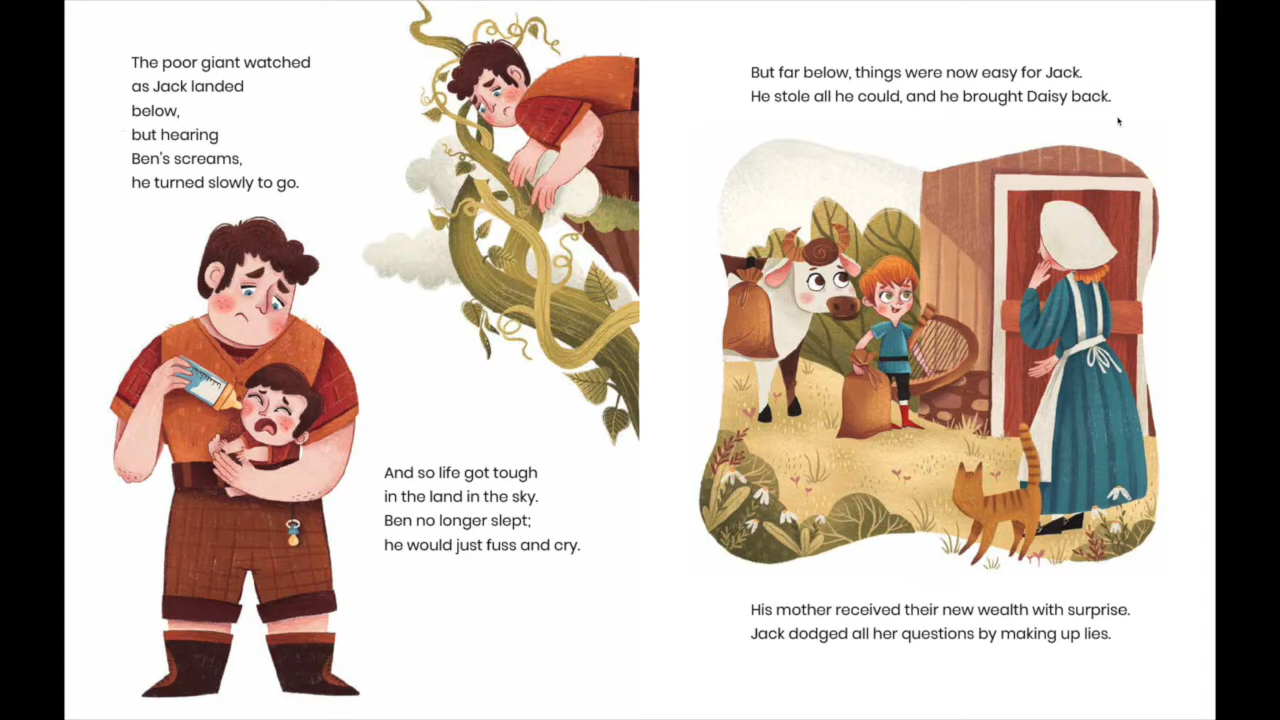 The poor giant watched
as Jack landed
below,
but hearing
Ben's screams,
he turned slowly to go.
And so life got tough
in the land in the sky.
Ben no longer slept;
he would just fuss and cry.
But far below, things were now easy for Jack.
He stole all he could, and he brought Daisy back.
His mother received their new wealth with surprise.
Jack dodged all her questions by making up lies.